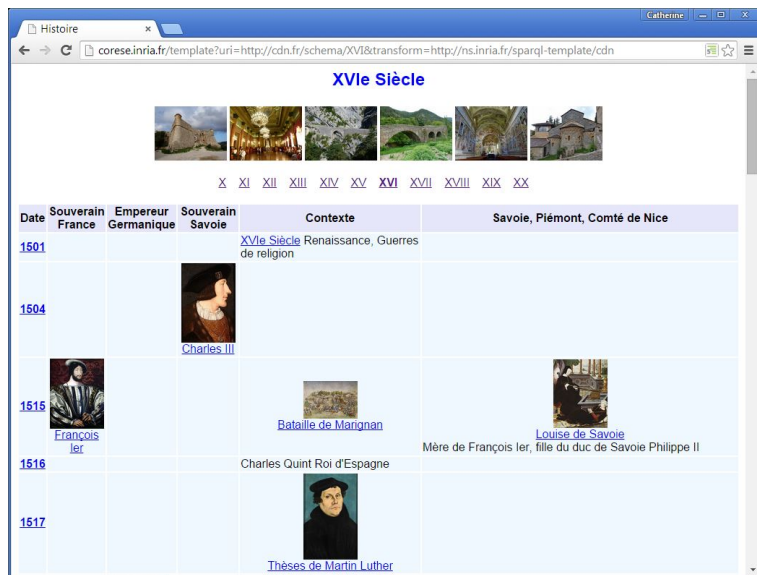 Catherine
Histoire
corese.inria.fr/template?uri=http://cdn.fr/schema/XVI&transform=http://ns.inria.fr/sparql-template/cdn
XVIe Siècle
X XI XII XIII XIV XV XVI XVII XVIII XIX XX
Date Souverain France Empereur Germanique Souverain Savoie Contexte Savoie, Piémont, Comté de Nice
1501 XVIe Siècle Renaissance, Guerres
de religion
1504
Charles III
1515
François
Ier
Bataille de Marignan
Louise de Savoie
Mère de François Ier, fille du duc de Savoie Philippe II
1516 Charles Quint Roi d'Espagne
1517
Thèses de Martin Luther